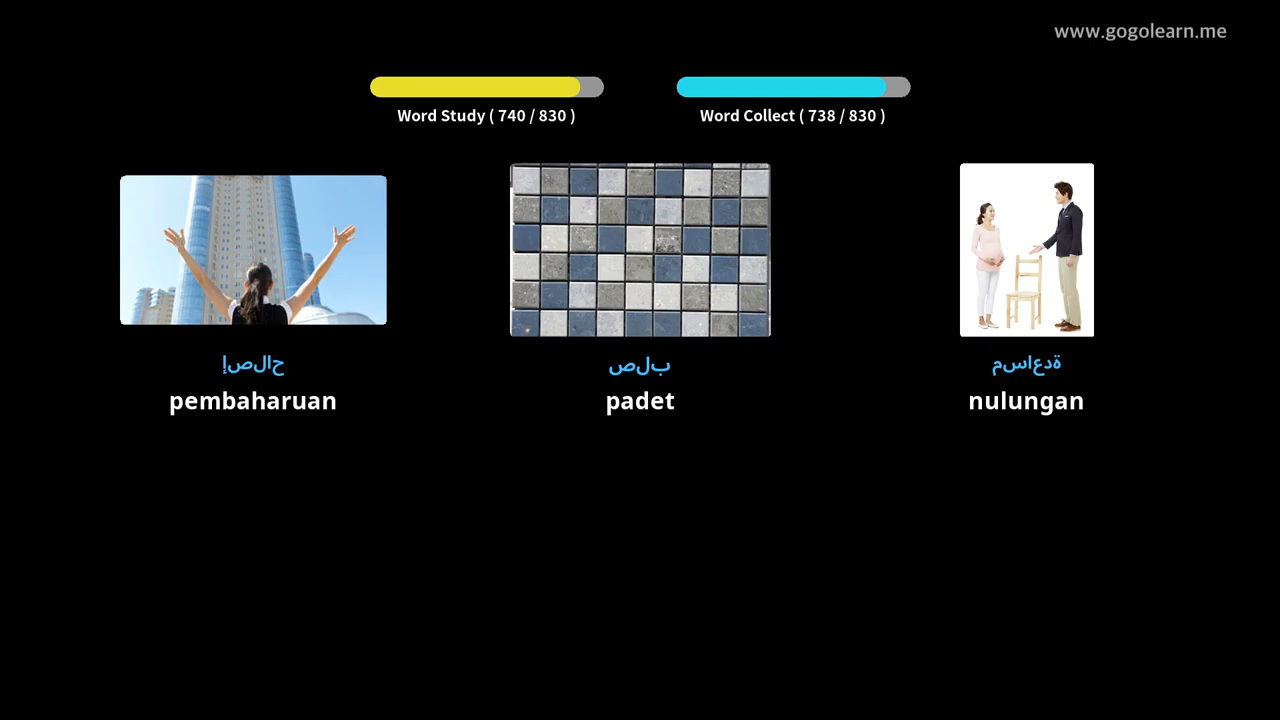 www.gogolearn.me
Word Study ( 740 / 830 )
Word Collect ( 738 / 830 )
إصلاح
صلب
مساعدة
pembaharuan
padet
nulungan